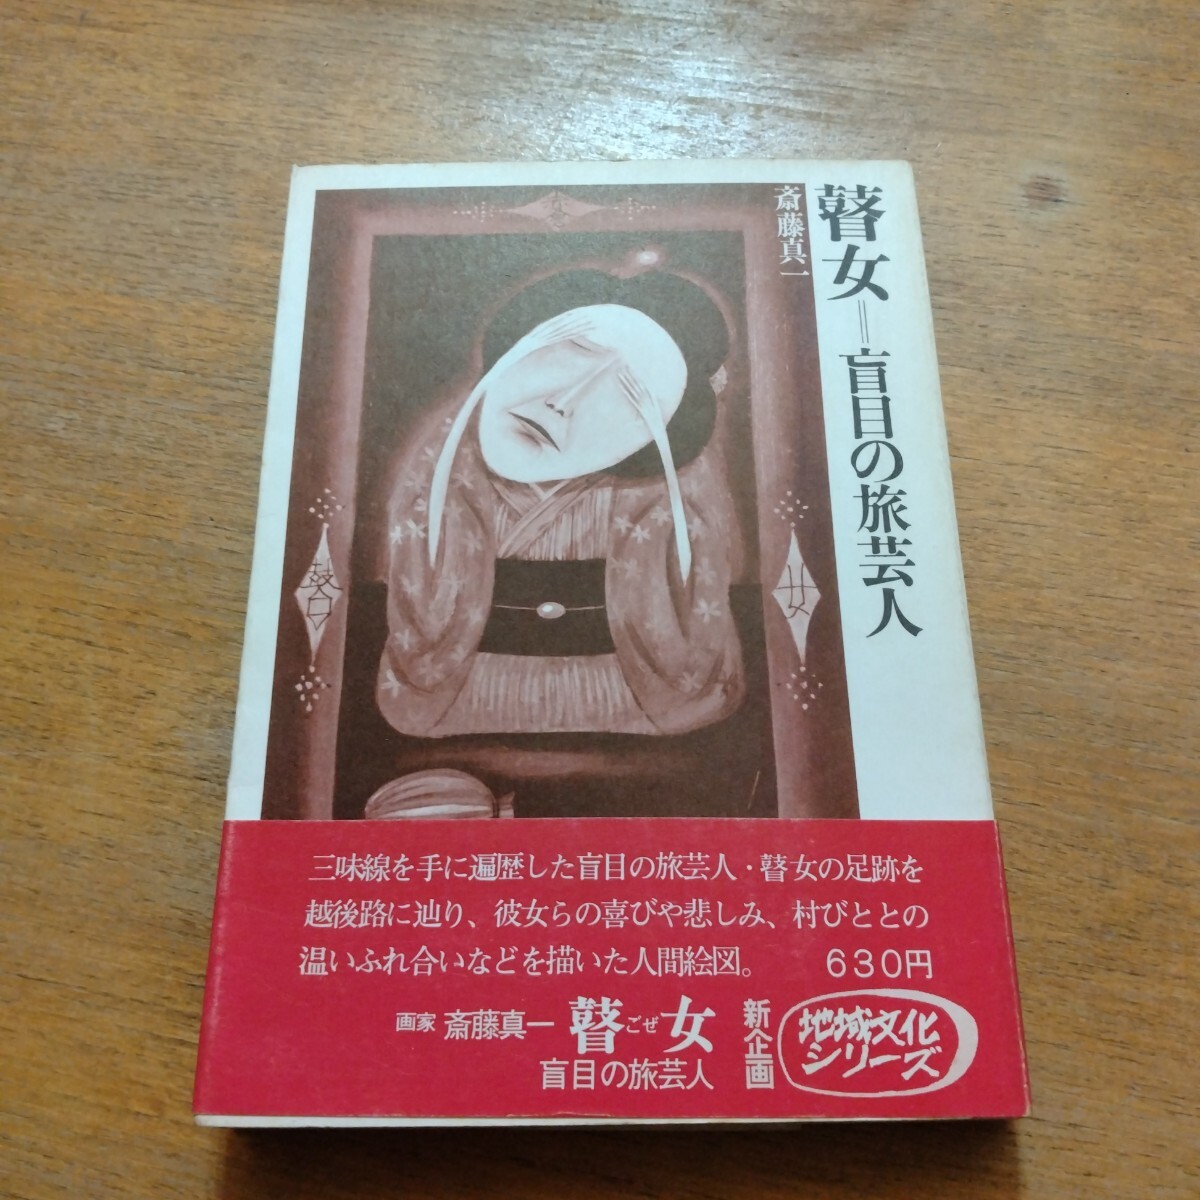 瞽女=盲目の旅芸人
斎藤真一
瞽
女
三味線を手に遍歴した盲目の旅芸人・瞽女の足跡を
越後路に辿り、彼女らの喜びや悲しみ、村びととの
温いふれ合いなどを描いた人間絵図。 630円
画家 斎藤真一 瞽女 ごぜ
盲目の旅芸人
新企画
地域文化
シリーズ